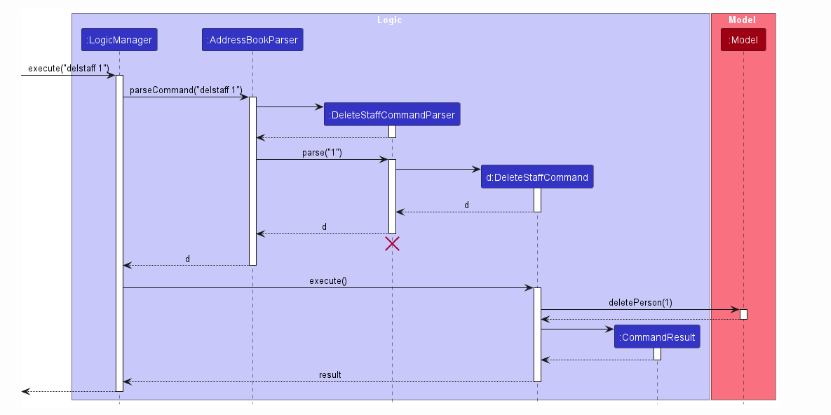 Logic
Model
:LogicManager
:AddressBookParser
:Model
execute("delstaff 1")
parseCommand("delstaff 1")
:DeleteStaffCommandParser
parse("1")
d:DeleteStaffCommand
d
d
d
execute()
deletePerson(1)
:CommandResult
result